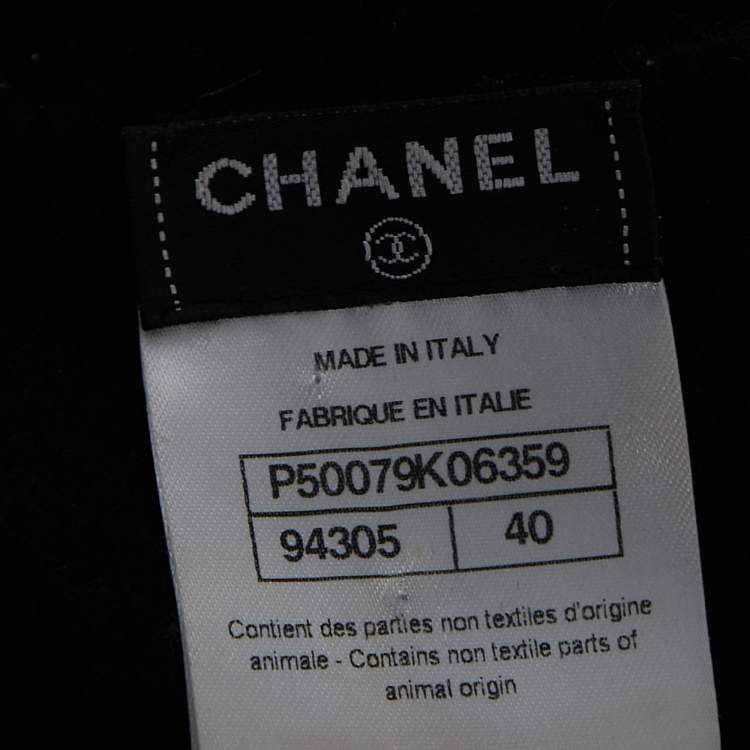 CHANEL
MADE IN ITALY
FABRIQUE EN ITALIE
P50079K06359
94305 40
Contient des parties non textiles d'origine
animale - Contains non textile parts of
animal origin